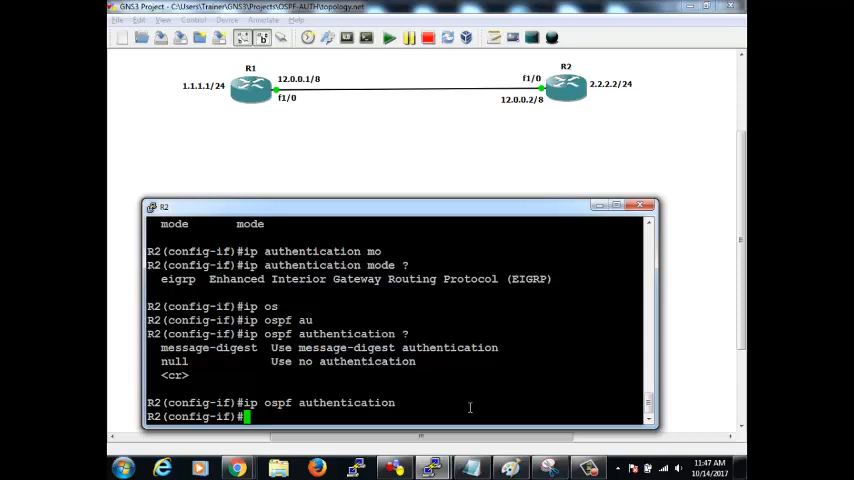 GNS3 Project - C:\Users\Trainer\GNS3\Projects\OSPF-AUTH\topology.net
File Edit View Control Device Annotate Help
R1
R2
12.0.0.1/8
f1/0
1.1.1.1/24
2.2.2.2/24
f1/0
12.0.0.2/8
R2
mode mode
R2(config-if)#ip authentication mo
R2(config-if)#ip authentication mode ?
eigrp Enhanced Interior Gateway Routing Protocol (EIGRP)
R2(config-if)#ip os
R2(config-if)#ip ospf au
R2(config-if)#ip ospf authentication ?
message-digest Use message-digest authentication
null Use no authentication
<cr>
R2(config-if)#ip ospf authentication
R2(config-if)#
11:47 AM
10/14/2017